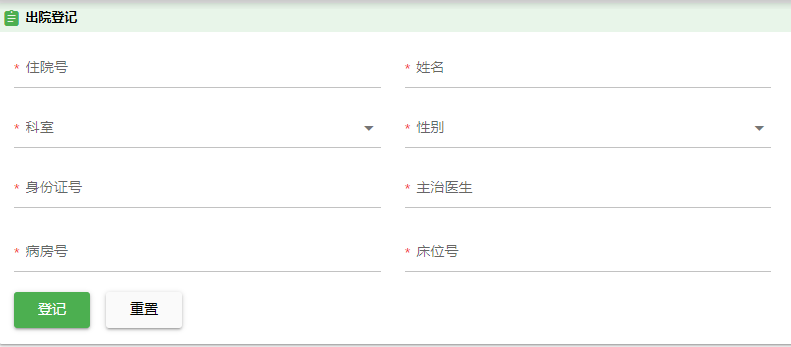 出院登记
* 住院号
* 姓名
* 科室
* 性别
* 身份证号
* 主治医生
* 病房号
* 床位号
登记
重置